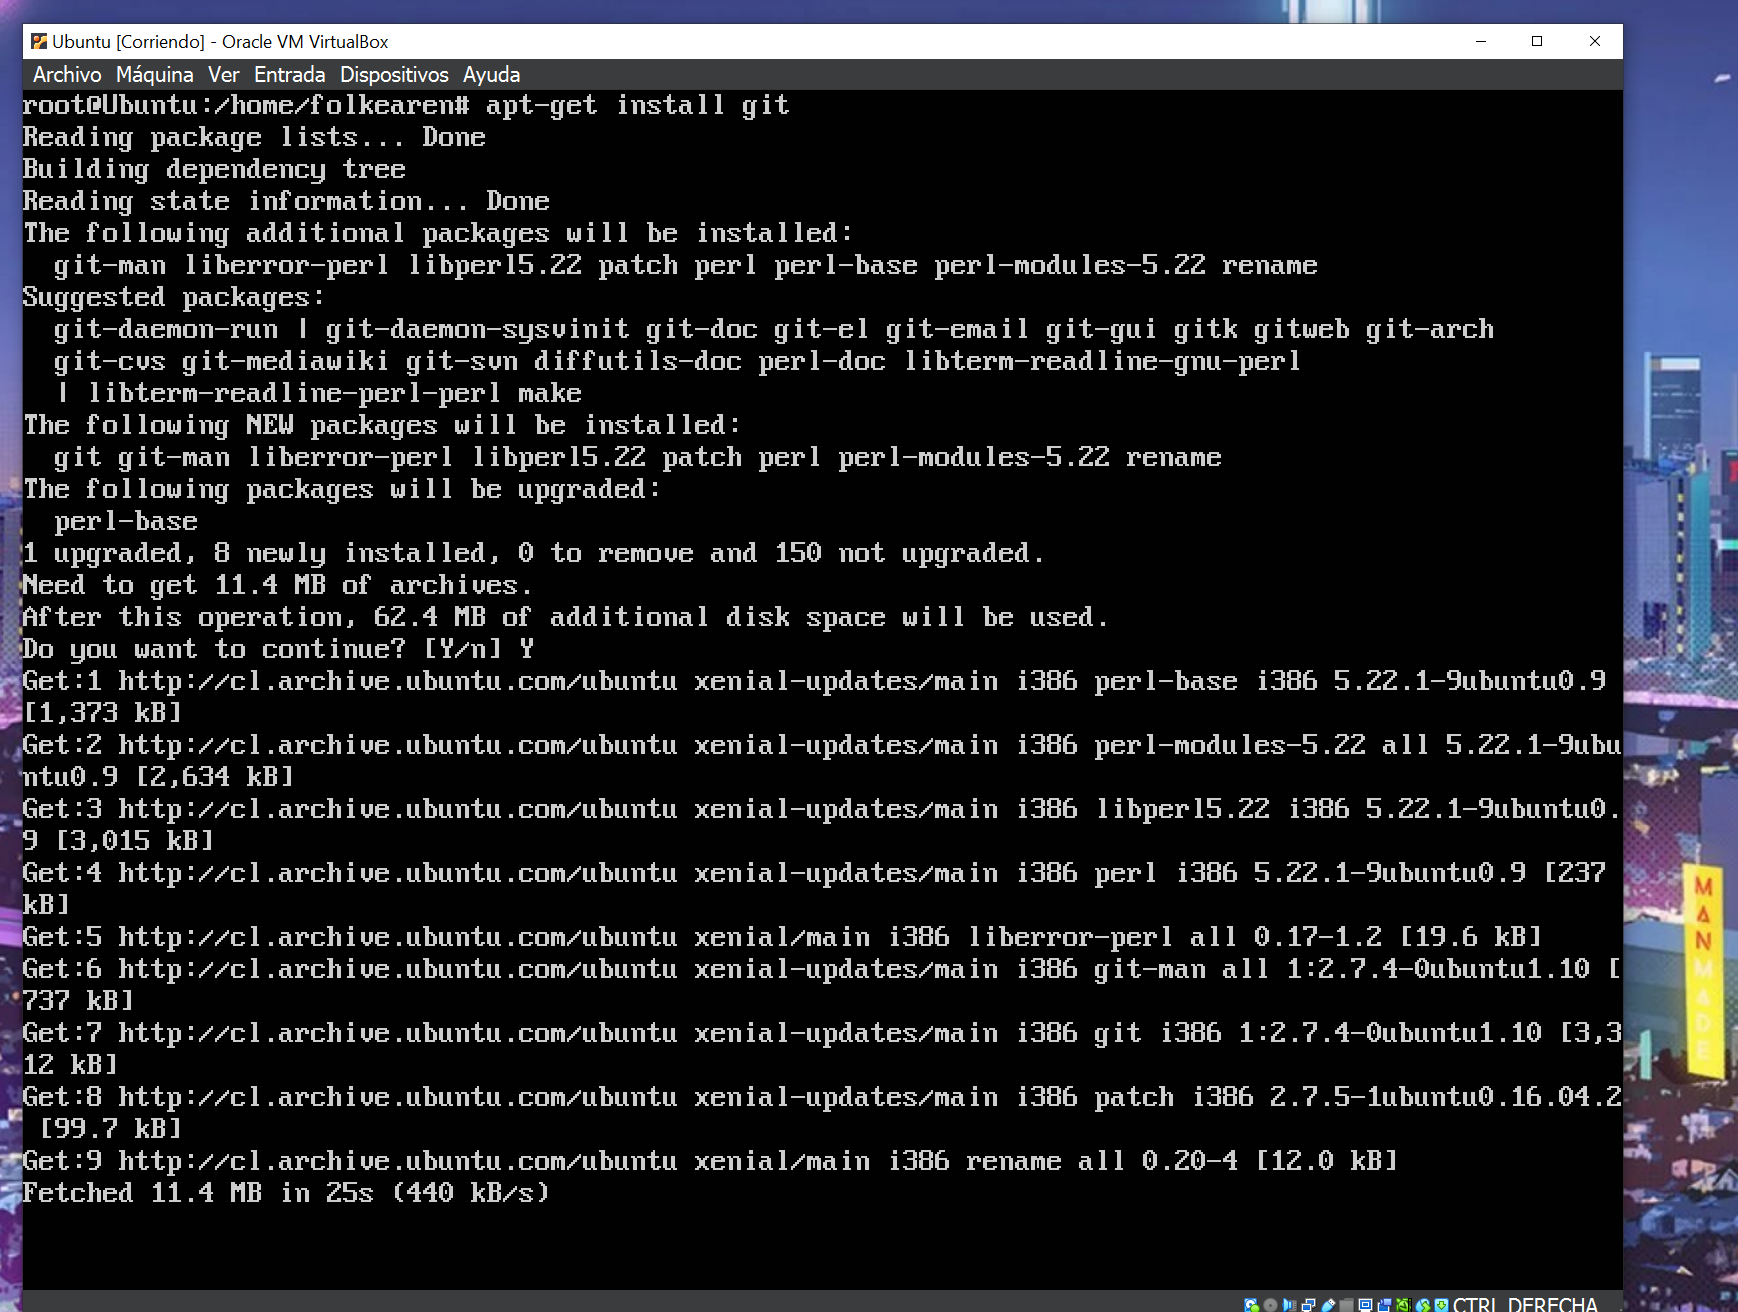 Ubuntu [Corriendo] - Oracle VM VirtualBox
Archivo Máquina Ver Entrada Dispositivos Ayuda
root@Ubuntu:/home/folkearen# apt-get install git
Reading package lists... Done
Building dependency tree
Reading state information... Done
The following additional packages will be installed:
  git-man liberror-perl libperl5.22 patch perl perl-base perl-modules-5.22 rename
Suggested packages:
  git-daemon-run | git-daemon-sysvinit git-doc git-el git-email git-gui gitk gitweb git-arch
  git-cvs git-mediawiki git-svn diffutils-doc perl-doc libterm-readline-gnu-perl
  | libterm-readline-perl-perl make
The following NEW packages will be installed:
  git git-man liberror-perl libperl5.22 patch perl perl-modules-5.22 rename
The following packages will be upgraded:
  perl-base
1 upgraded, 8 newly installed, 0 to remove and 150 not upgraded.
Need to get 11.4 MB of archives.
After this operation, 62.4 MB of additional disk space will be used.
Do you want to continue? [Y/n] Y
Get:1 http://cl.archive.ubuntu.com/ubuntu xenial-updates/main i386 perl-base i386 5.22.1-9ubuntu0.9
[1,373 kB]
Get:2 http://cl.archive.ubuntu.com/ubuntu xenial-updates/main i386 perl-modules-5.22 all 5.22.1-9ubu
ntu0.9 [2,634 kB]
Get:3 http://cl.archive.ubuntu.com/ubuntu xenial-updates/main i386 libperl5.22 i386 5.22.1-9ubuntu0.
9 [3,015 kB]
Get:4 http://cl.archive.ubuntu.com/ubuntu xenial-updates/main i386 perl i386 5.22.1-9ubuntu0.9 [237
kB]
Get:5 http://cl.archive.ubuntu.com/ubuntu xenial/main i386 liberror-perl all 0.17-1.2 [19.6 kB]
Get:6 http://cl.archive.ubuntu.com/ubuntu xenial-updates/main i386 git-man all 1:2.7.4-0ubuntu1.10 [
737 kB]
Get:7 http://cl.archive.ubuntu.com/ubuntu xenial-updates/main i386 git i386 1:2.7.4-0ubuntu1.10 [3,3
12 kB]
Get:8 http://cl.archive.ubuntu.com/ubuntu xenial-updates/main i386 patch i386 2.7.5-1ubuntu0.16.04.2
 [99.7 kB]
Get:9 http://cl.archive.ubuntu.com/ubuntu xenial/main i386 rename all 0.20-4 [12.0 kB]
Fetched 11.4 MB in 25s (440 kB/s)
MANMADE
CTRL DERECHA